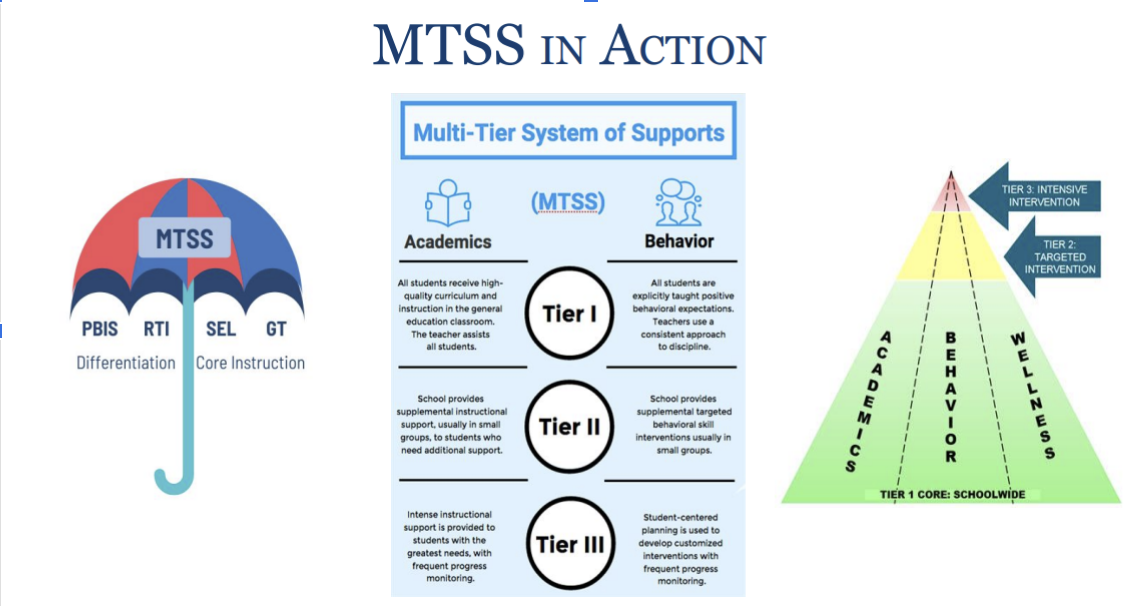 MTSS IN ACTION
MTSS
PBIS RTI SEL GT
Differentiation Core Instruction
Multi-Tier System of Supports
(MTSS)
Academics
Behavior
All students receive high-
quality curriculum and
instruction in the general
education classroom.
The teacher assists
all students.
Tier I
All students are
explicitly taught positive
behavioral expectations.
Teachers use a
consistent approach
to discipline.
School provides
supplemental instructional
support, usually in small
groups, to students who
need additional support.
Tier II
School provides
supplemental targeted
behavioral skill
interventions usually in
small groups.
Intense instructional
support is provided to
students with the
greatest needs, with
frequent progress
monitoring.
Tier III
Student-centered
planning is used to
develop customized
interventions with
frequent progress
monitoring.
TIER 3: INTENSIVE
INTERVENTION
TIER 2:
TARGETED
INTERVENTION
ACADEMICS
BEHAVIOR
WELLNESS
TIER 1 CORE: SCHOOLWIDE